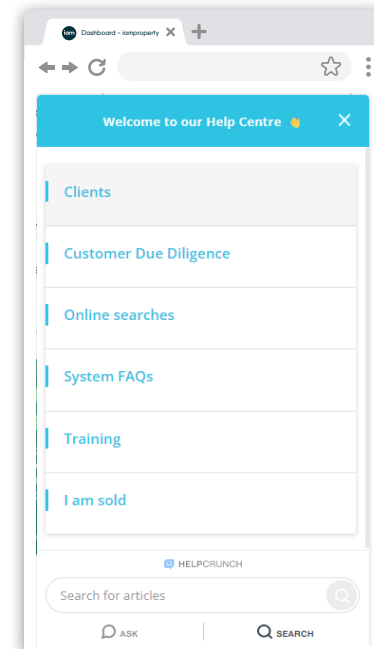 iam Dashboard - iamproperty
Welcome to our Help Centre 👋
Clients
Customer Due Diligence
Online searches
System FAQs
Training
I am sold
HELPCRUNCH
Search for articles
ASK SEARCH